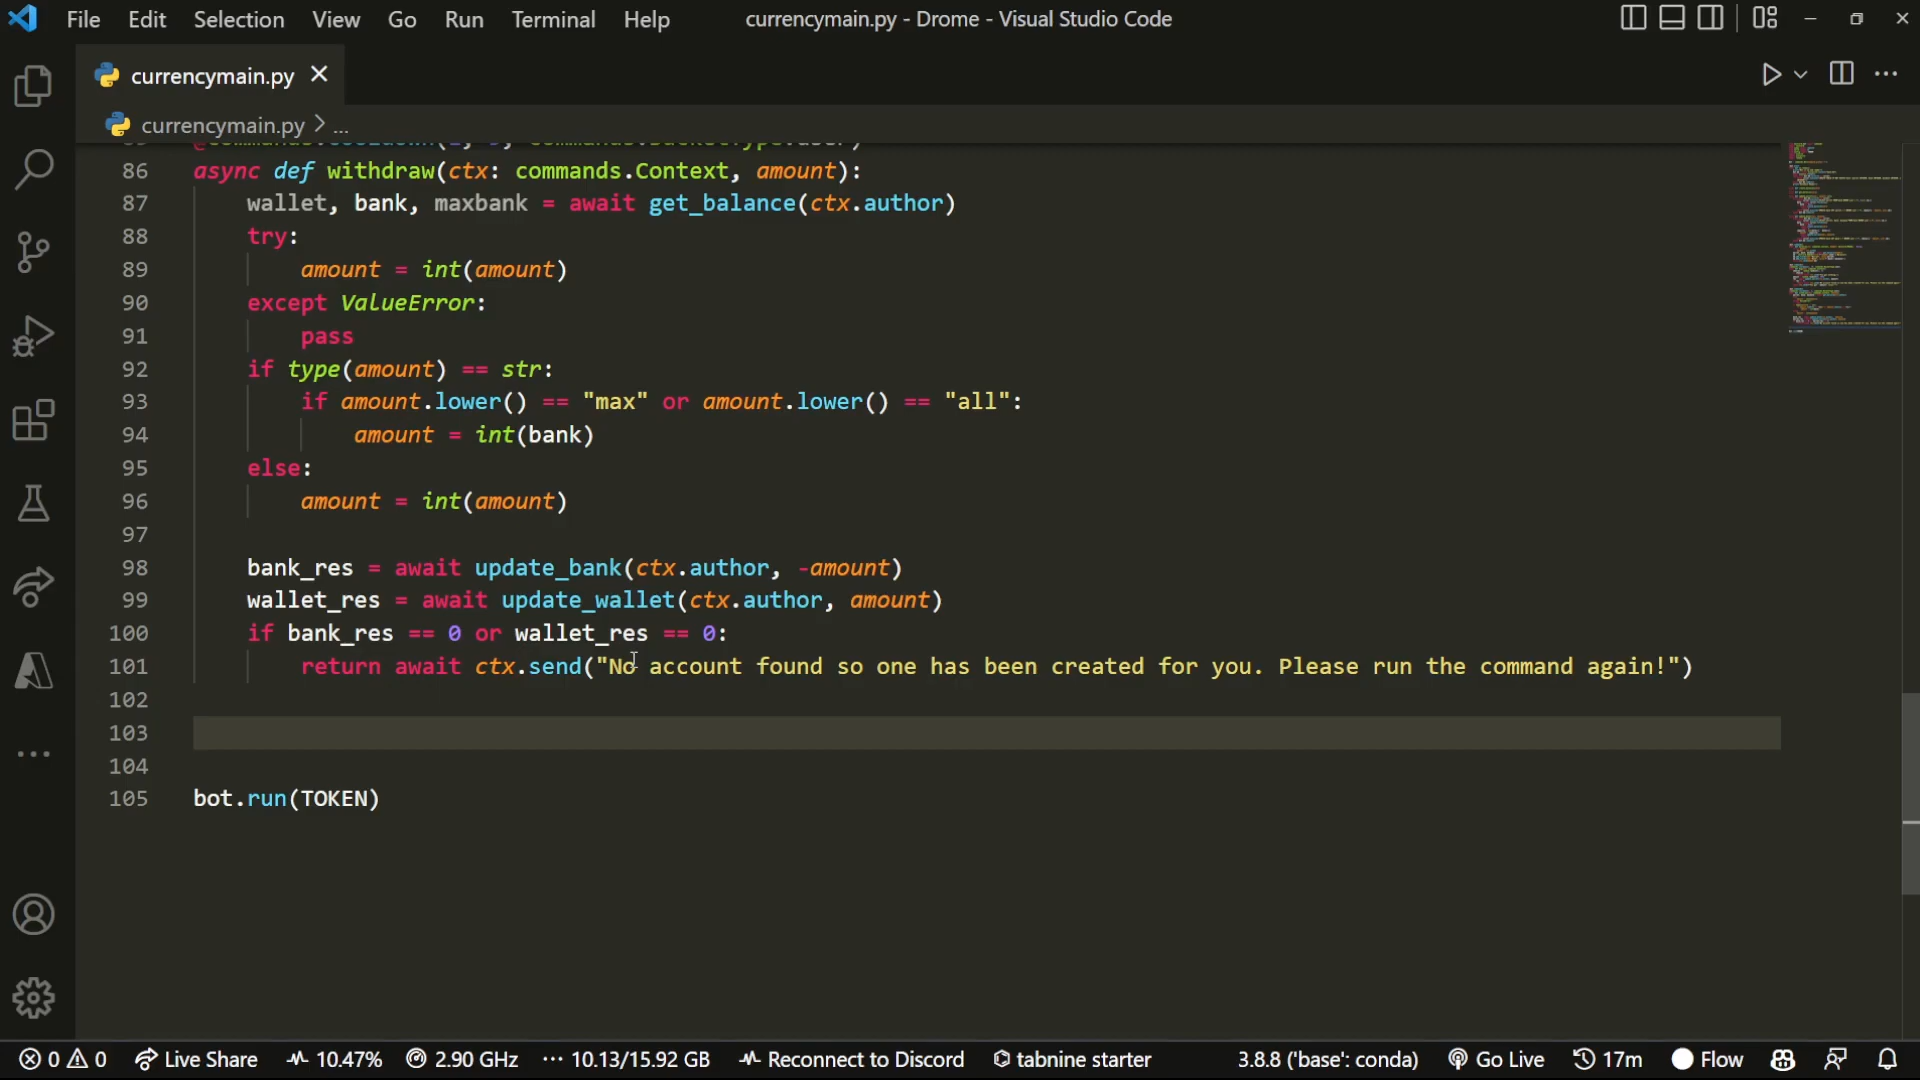 File Edit Selection View Go Run Terminal Help currencymain.py - Drome - Visual Studio Code
currencymain.py
currencymain.py > ...
86 async def withdraw(ctx: commands.Context, amount):
87 wallet, bank, maxbank = await get_balance(ctx.author)
88 try:
89 amount = int(amount)
90 except ValueError:
91 pass
92 if type(amount) == str:
93 if amount.lower() == "max" or amount.lower() == "all":
94 amount = int(bank)
95 else:
96 amount = int(amount)
97
98 bank_res = await update_bank(ctx.author, -amount)
99 wallet_res = await update_wallet(ctx.author, amount)
100 if bank_res == 0 or wallet_res == 0:
101 return await ctx.send("No account found so one has been created for you. Please run the command again!")
102
103
104
105 bot.run(TOKEN)
0 0 Live Share 10.47% 2.90 GHz 10.13/15.92 GB Reconnect to Discord tabnine starter 3.8.8 ('base': conda) Go Live 17m Flow